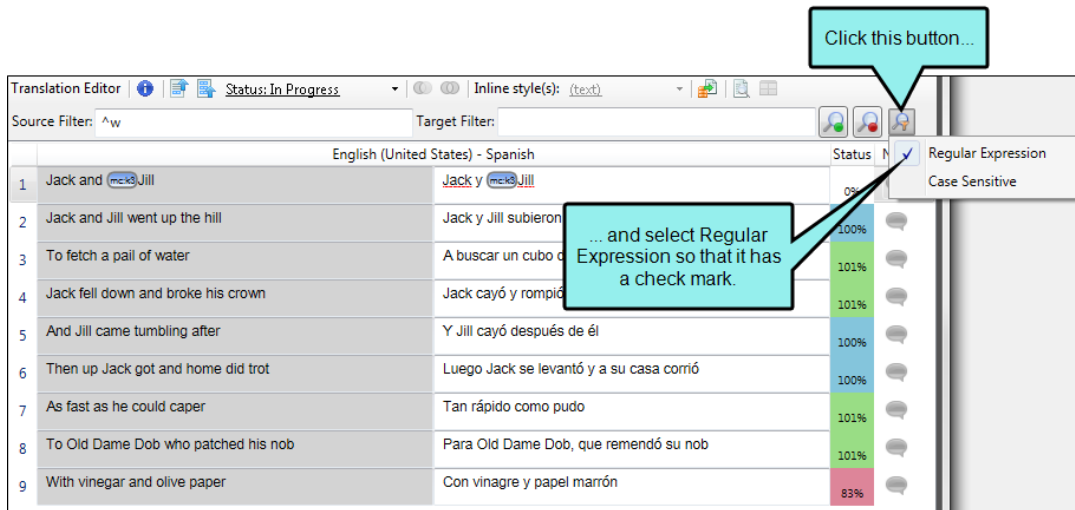 Click this button...
Translation Editor Status: In Progress Inline style(s): (text)
Source Filter: ^w Target Filter:
English (United States) - Spanish Status N
Regular Expression
Case Sensitive
1 Jack and mc:k3 Jill Jack y mc:k3 Jill 0%
2 Jack and Jill went up the hill Jack y Jill subieron 100%
... and select Regular
Expression so that it has
a check mark.
3 To fetch a pail of water A buscar un cubo 101%
4 Jack fell down and broke his crown Jack cayó y rompió 101%
5 And Jill came tumbling after Y Jill cayó después de él 100%
6 Then up Jack got and home did trot Luego Jack se levantó y a su casa corrió 100%
7 As fast as he could caper Tan rápido como pudo 101%
8 To Old Dame Dob who patched his nob Para Old Dame Dob, que remendó su nob 101%
9 With vinegar and olive paper Con vinagre y papel marrón 83%